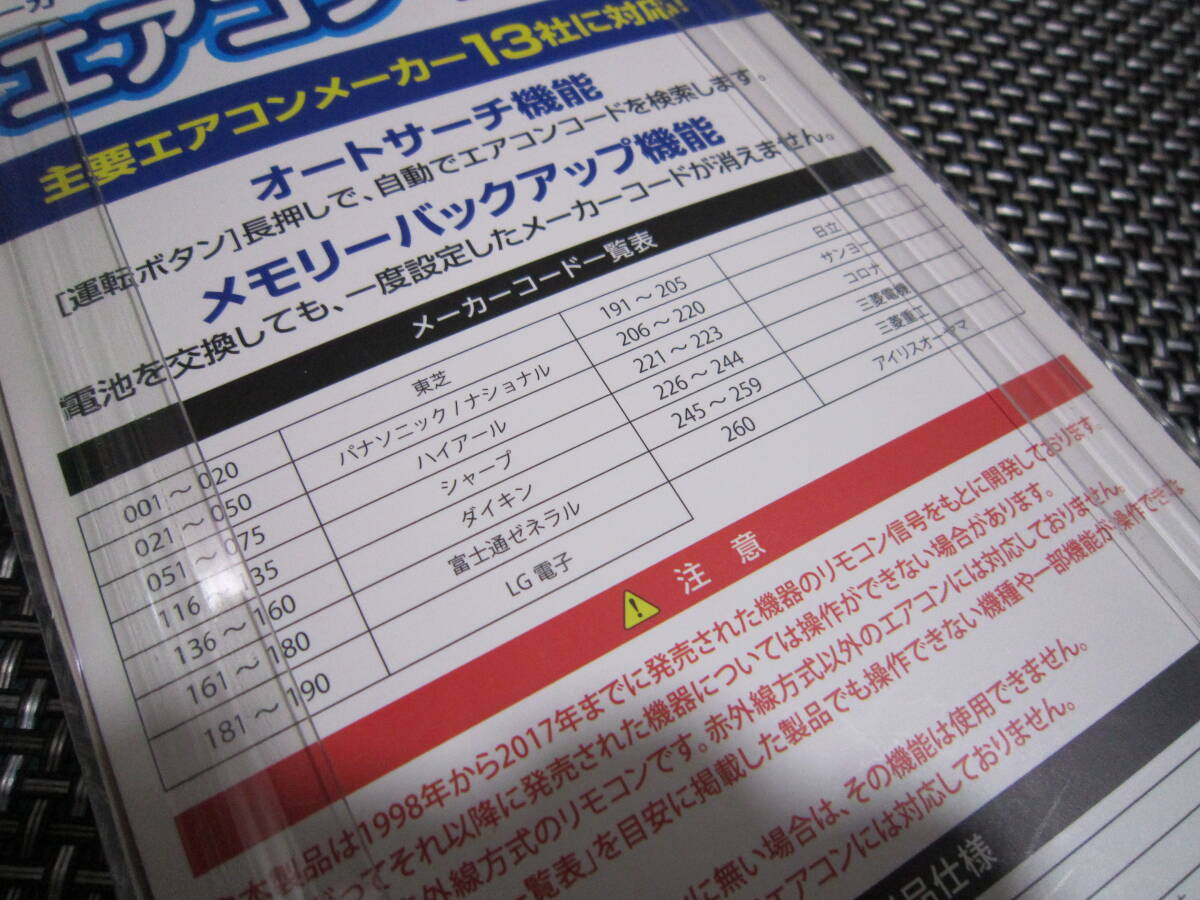 エアコン
主要エアコンメーカー13社に対応!
オートサーチ機能
[運転ボタン]長押しで、自動でエアコンコードを検索します。
メモリーバックアップ機能
電池を交換しても、一度設定したメーカーコードが消えません。
メーカーコード一覧表
001～020 東芝 191～205 日立
021～050 パナソニック/ナショナル 206～220 サンヨー
051～075 ハイアール 221～223 コロナ
116～135 シャープ 226～244 三菱電機
136～160 ダイキン 245～259 三菱重工
161～180 富士通ゼネラル 260 アイリスオーヤマ
181～190 LG電子
注意
本製品は1998年から2017年までに発売された機器のリモコン信号をもとに開発しております。
がってそれ以降に発売された機器については操作ができない場合があります。
外線方式のリモコンです。赤外線方式以外のエアコンには対応しておりません。
一覧表」を目安に掲載した製品でも操作できない機種や一部機能が操作できな
に無い場合は、その機能は使用できません。
エアコンには対応しておりません。
品仕様